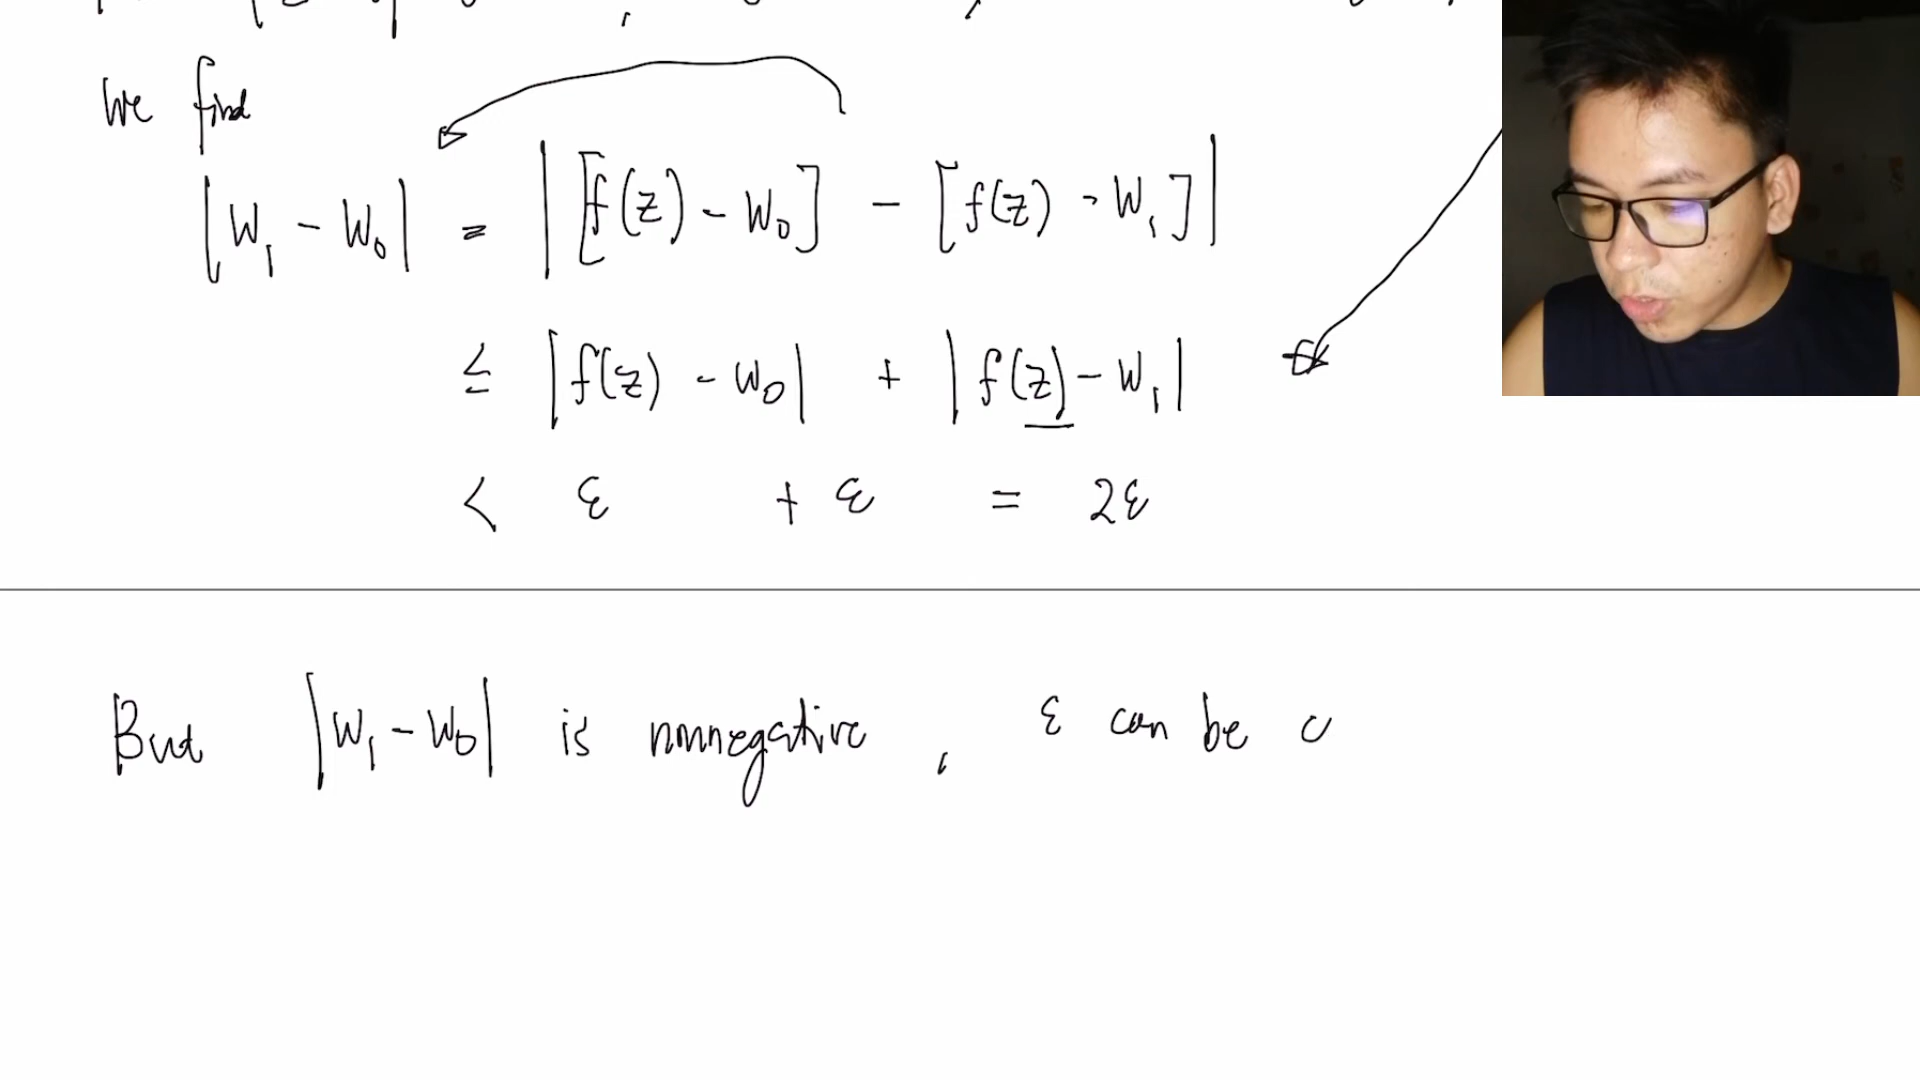 We find
|W₁ - W₀| = |[f(z) - W₀] - [f(z) - W₁]|
≤ |f(z) - W₀| + |f(z) - W₁|
< ε + ε = 2ε
But |W₁ - W₀| is nonnegative, ε can be c